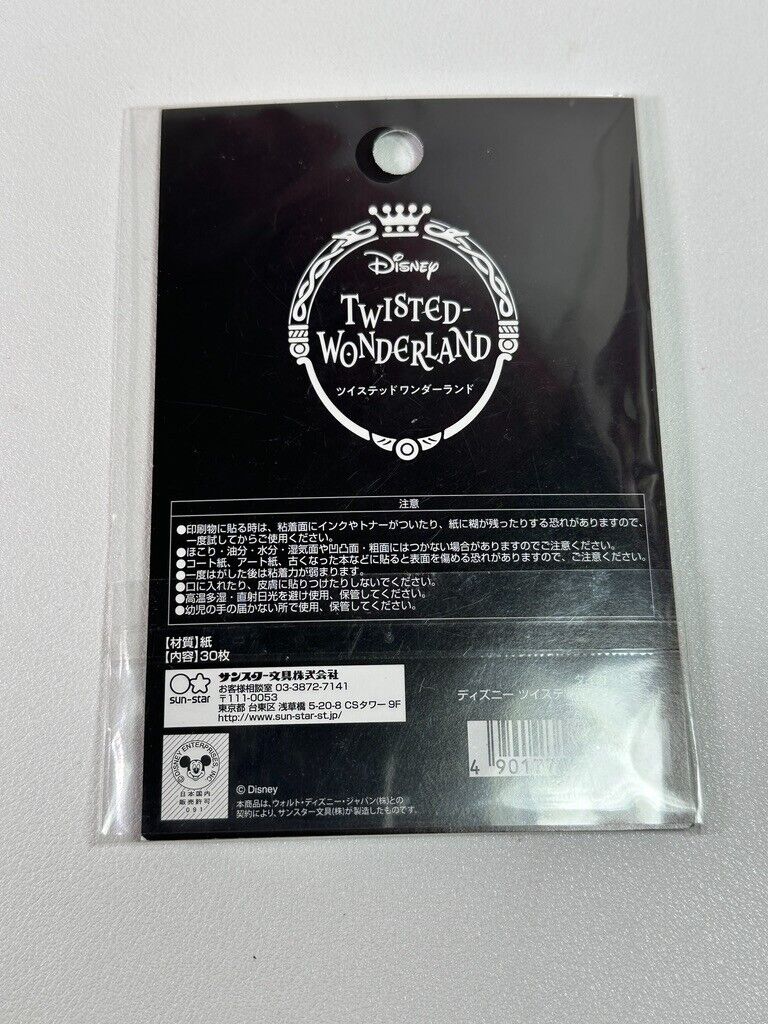 Disney
TWISTED-
WONDERLAND
ツイステッドワンダーランド
注意
●印刷物に貼る時は、粘着面にインクやトナーがついたり、紙に糊が残ったりする恐れがありますので、
一度試してからご使用ください。
●ほこり・油分・水分・湿気面や凹凸面・粗面にはつかない場合がありますのでご注意ください。
●コート紙、アート紙、古くなった本などに貼ると表面を傷める恐れがありますので、ご注意ください。
●一度はがした後は粘着力が弱まります。
●口に入れたり、皮膚に貼りつけたりしないでください。
●高温多湿・直射日光を避け使用、保管してください。
●幼児の手の届かない所で使用、保管してください。
【材質】紙
【内容】30枚
sun-star
サンスター文具株式会社
お客様相談室 03-3872-7141
〒111-0053
東京都 台東区 浅草橋 5-20-8 CSタワー 9F
http://www.sun-star-st.jp/
ディズニー ツイステ
4 90177
©DISNEY ENTERPRISES, INC.
日本国内
販売許可
091
© Disney
本商品は、ウォルト・ディズニー・ジャパン(株)との
契約により、サンスター文具(株)が製造したものです。